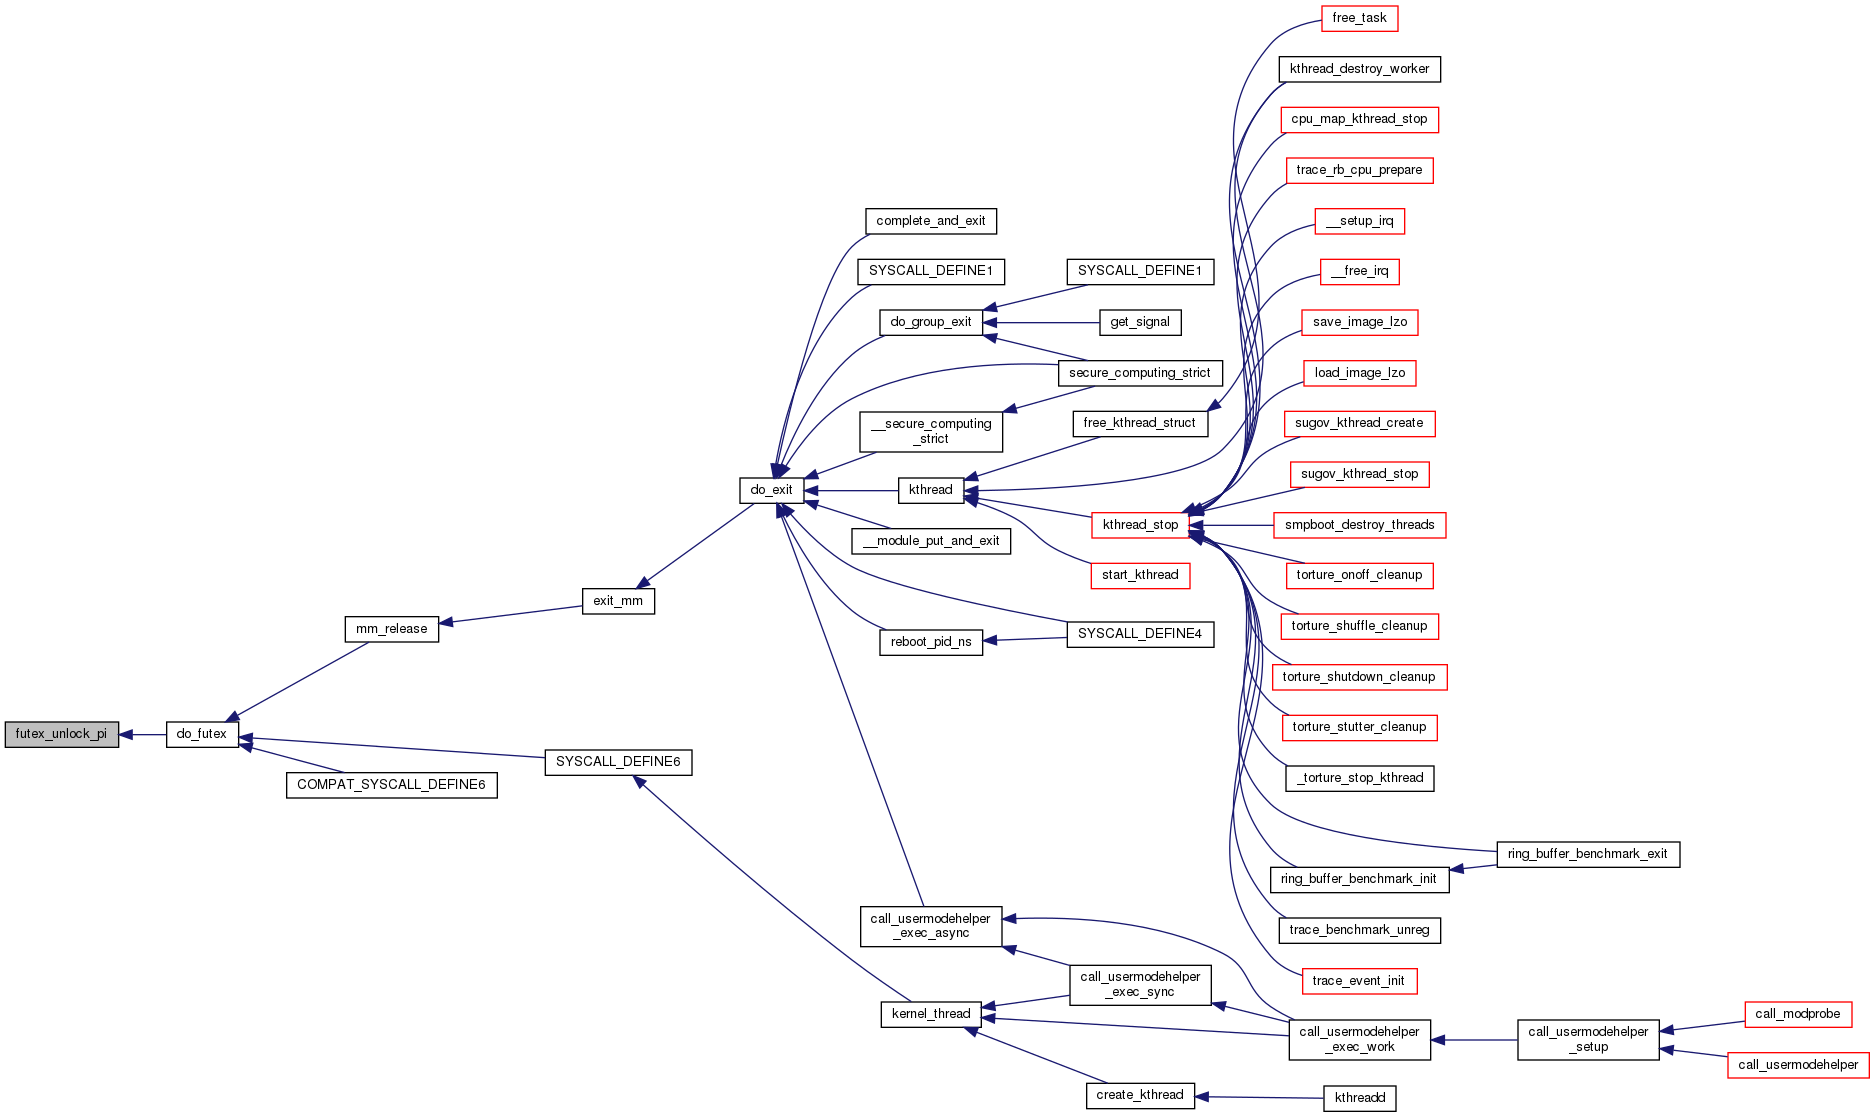 free_task
kthread_destroy_worker
cpu_map_kthread_stop
trace_rb_cpu_prepare
complete_and_exit
__setup_irq
SYSCALL_DEFINE1
SYSCALL_DEFINE1
__free_irq
do_group_exit
get_signal
save_image_lzo
secure_computing_strict
load_image_lzo
__secure_computing
_strict
free_kthread_struct
sugov_kthread_create
sugov_kthread_stop
do_exit
kthread
kthread_stop
smpboot_destroy_threads
__module_put_and_exit
start_kthread
torture_onoff_cleanup
exit_mm
mm_release
torture_shuffle_cleanup
reboot_pid_ns
SYSCALL_DEFINE4
torture_shutdown_cleanup
futex_unlock_pi
do_futex
torture_stutter_cleanup
SYSCALL_DEFINE6
COMPAT_SYSCALL_DEFINE6
_torture_stop_kthread
ring_buffer_benchmark_exit
ring_buffer_benchmark_init
call_usermodehelper
_exec_async
trace_benchmark_unreg
call_usermodehelper
_exec_sync
trace_event_init
kernel_thread
call_usermodehelper
_exec_work
call_usermodehelper
_setup
call_modprobe
call_usermodehelper
create_kthread
kthreadd